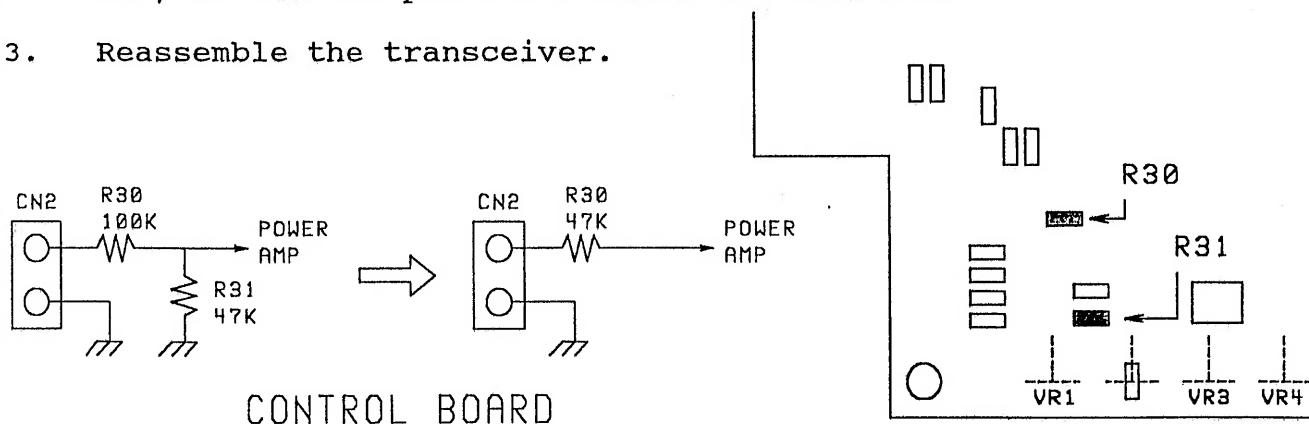 3. Reassemble the transceiver.
CN2
R30
100K
POWER
AMP
R31
47K
CN2
R30
47K
POWER
AMP
CONTROL BOARD
R30
R31
VR1
VR3
VR4